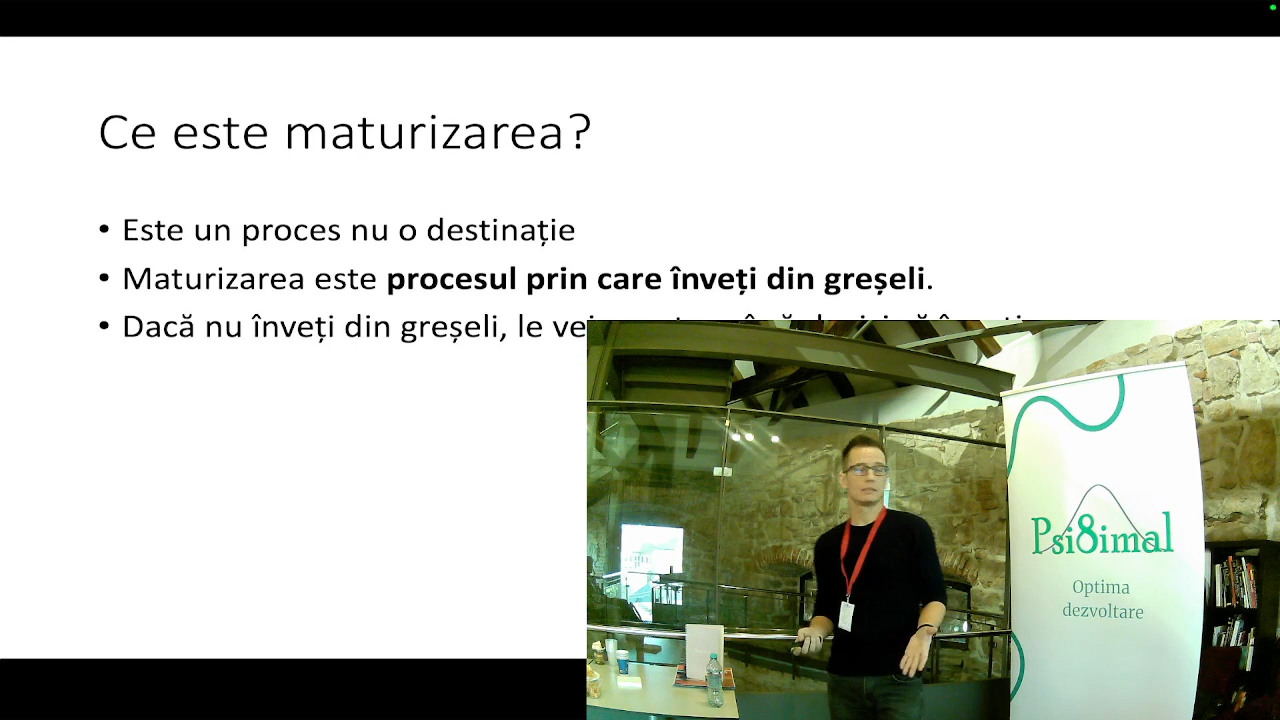 Ce este maturizarea?
• Este un proces nu o destinație
• Maturizarea este procesul prin care înveți din greșeli.
• Dacă nu înveți din greșeli, le vei
Psi8imal
Optima
dezvoltare